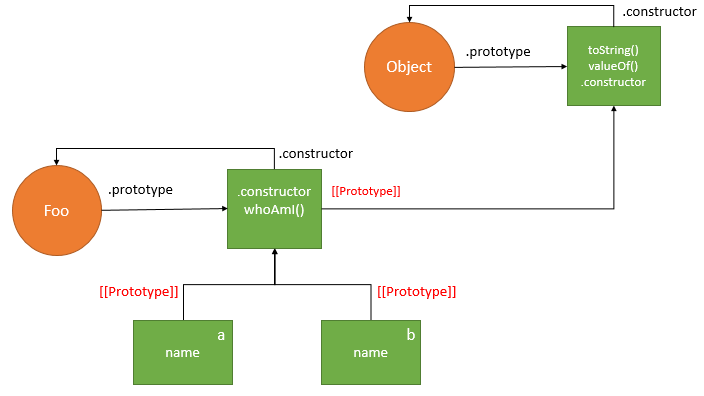 .constructor
Object
.prototype
toString()
valueOf()
.constructor
.constructor
Foo
.prototype
.constructor
whoAmI()
[[Prototype]]
[[Prototype]]
[[Prototype]]
a
name
b
name